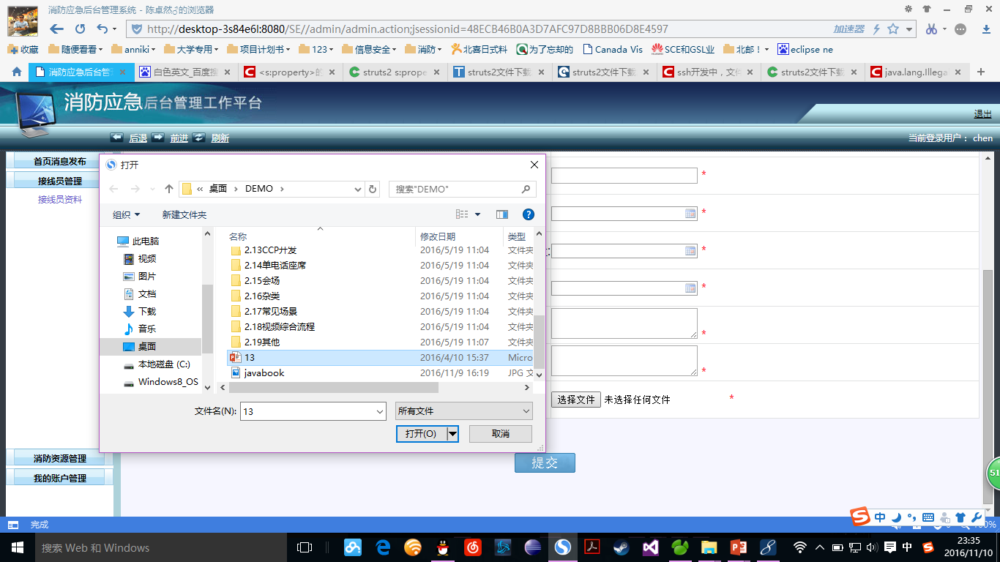 消防应急后台管理系统 - 陈卓然♂的浏览器
http://desktop-3s84e6l:8080/SE//admin/admin.action;jsessionid=48ECB46B0A3D7AFC97D8BBB06D8E4597 加速器
收藏 随便看看 anniki 大学专用 项目计划书 123 信息安全 消防 北喜日式料 为了忘却的 Canada Vis SCE和GSL业 北邮! eclipse ne
消防应急后台管 白色英文_百度搜 <s:property>的 struts2 s:prope struts2文件下载 struts2文件下载 ssh开发中，文件 struts2文件下载 java.lang.Illega
消防应急后台管理工作平台
退出
后退 前进 刷新 当前登录用户： chen
首页消息发布
接线员管理
接线员资料
消防资源管理
我的账户管理
打开
« 桌面 › DEMO › 搜索"DEMO"
组织 新建文件夹
名称 修改日期 类型
此电脑
视频
图片
文档
下载
音乐
桌面
本地磁盘 (C:)
Windows8_OS
2.13CCP开发 2016/5/19 11:04 文件夹
2.14单电话座席 2016/5/19 11:04 文件夹
2.15会场 2016/5/19 11:04 文件夹
2.16杂类 2016/5/19 11:04 文件夹
2.17常见场景 2016/5/19 11:04 文件夹
2.18视频综合流程 2016/5/19 11:04 文件夹
2.19其他 2016/5/19 11:07 文件夹
13 2016/4/10 15:37 Micro
javabook 2016/11/9 16:19 JPG 文
文件名(N): 13 所有文件
打开(O) 取消
*
*
*
*
*
*
选择文件 未选择任何文件 *
提交
51
中
完成 100%
搜索 Web 和 Windows
中
23:35
2016/11/10